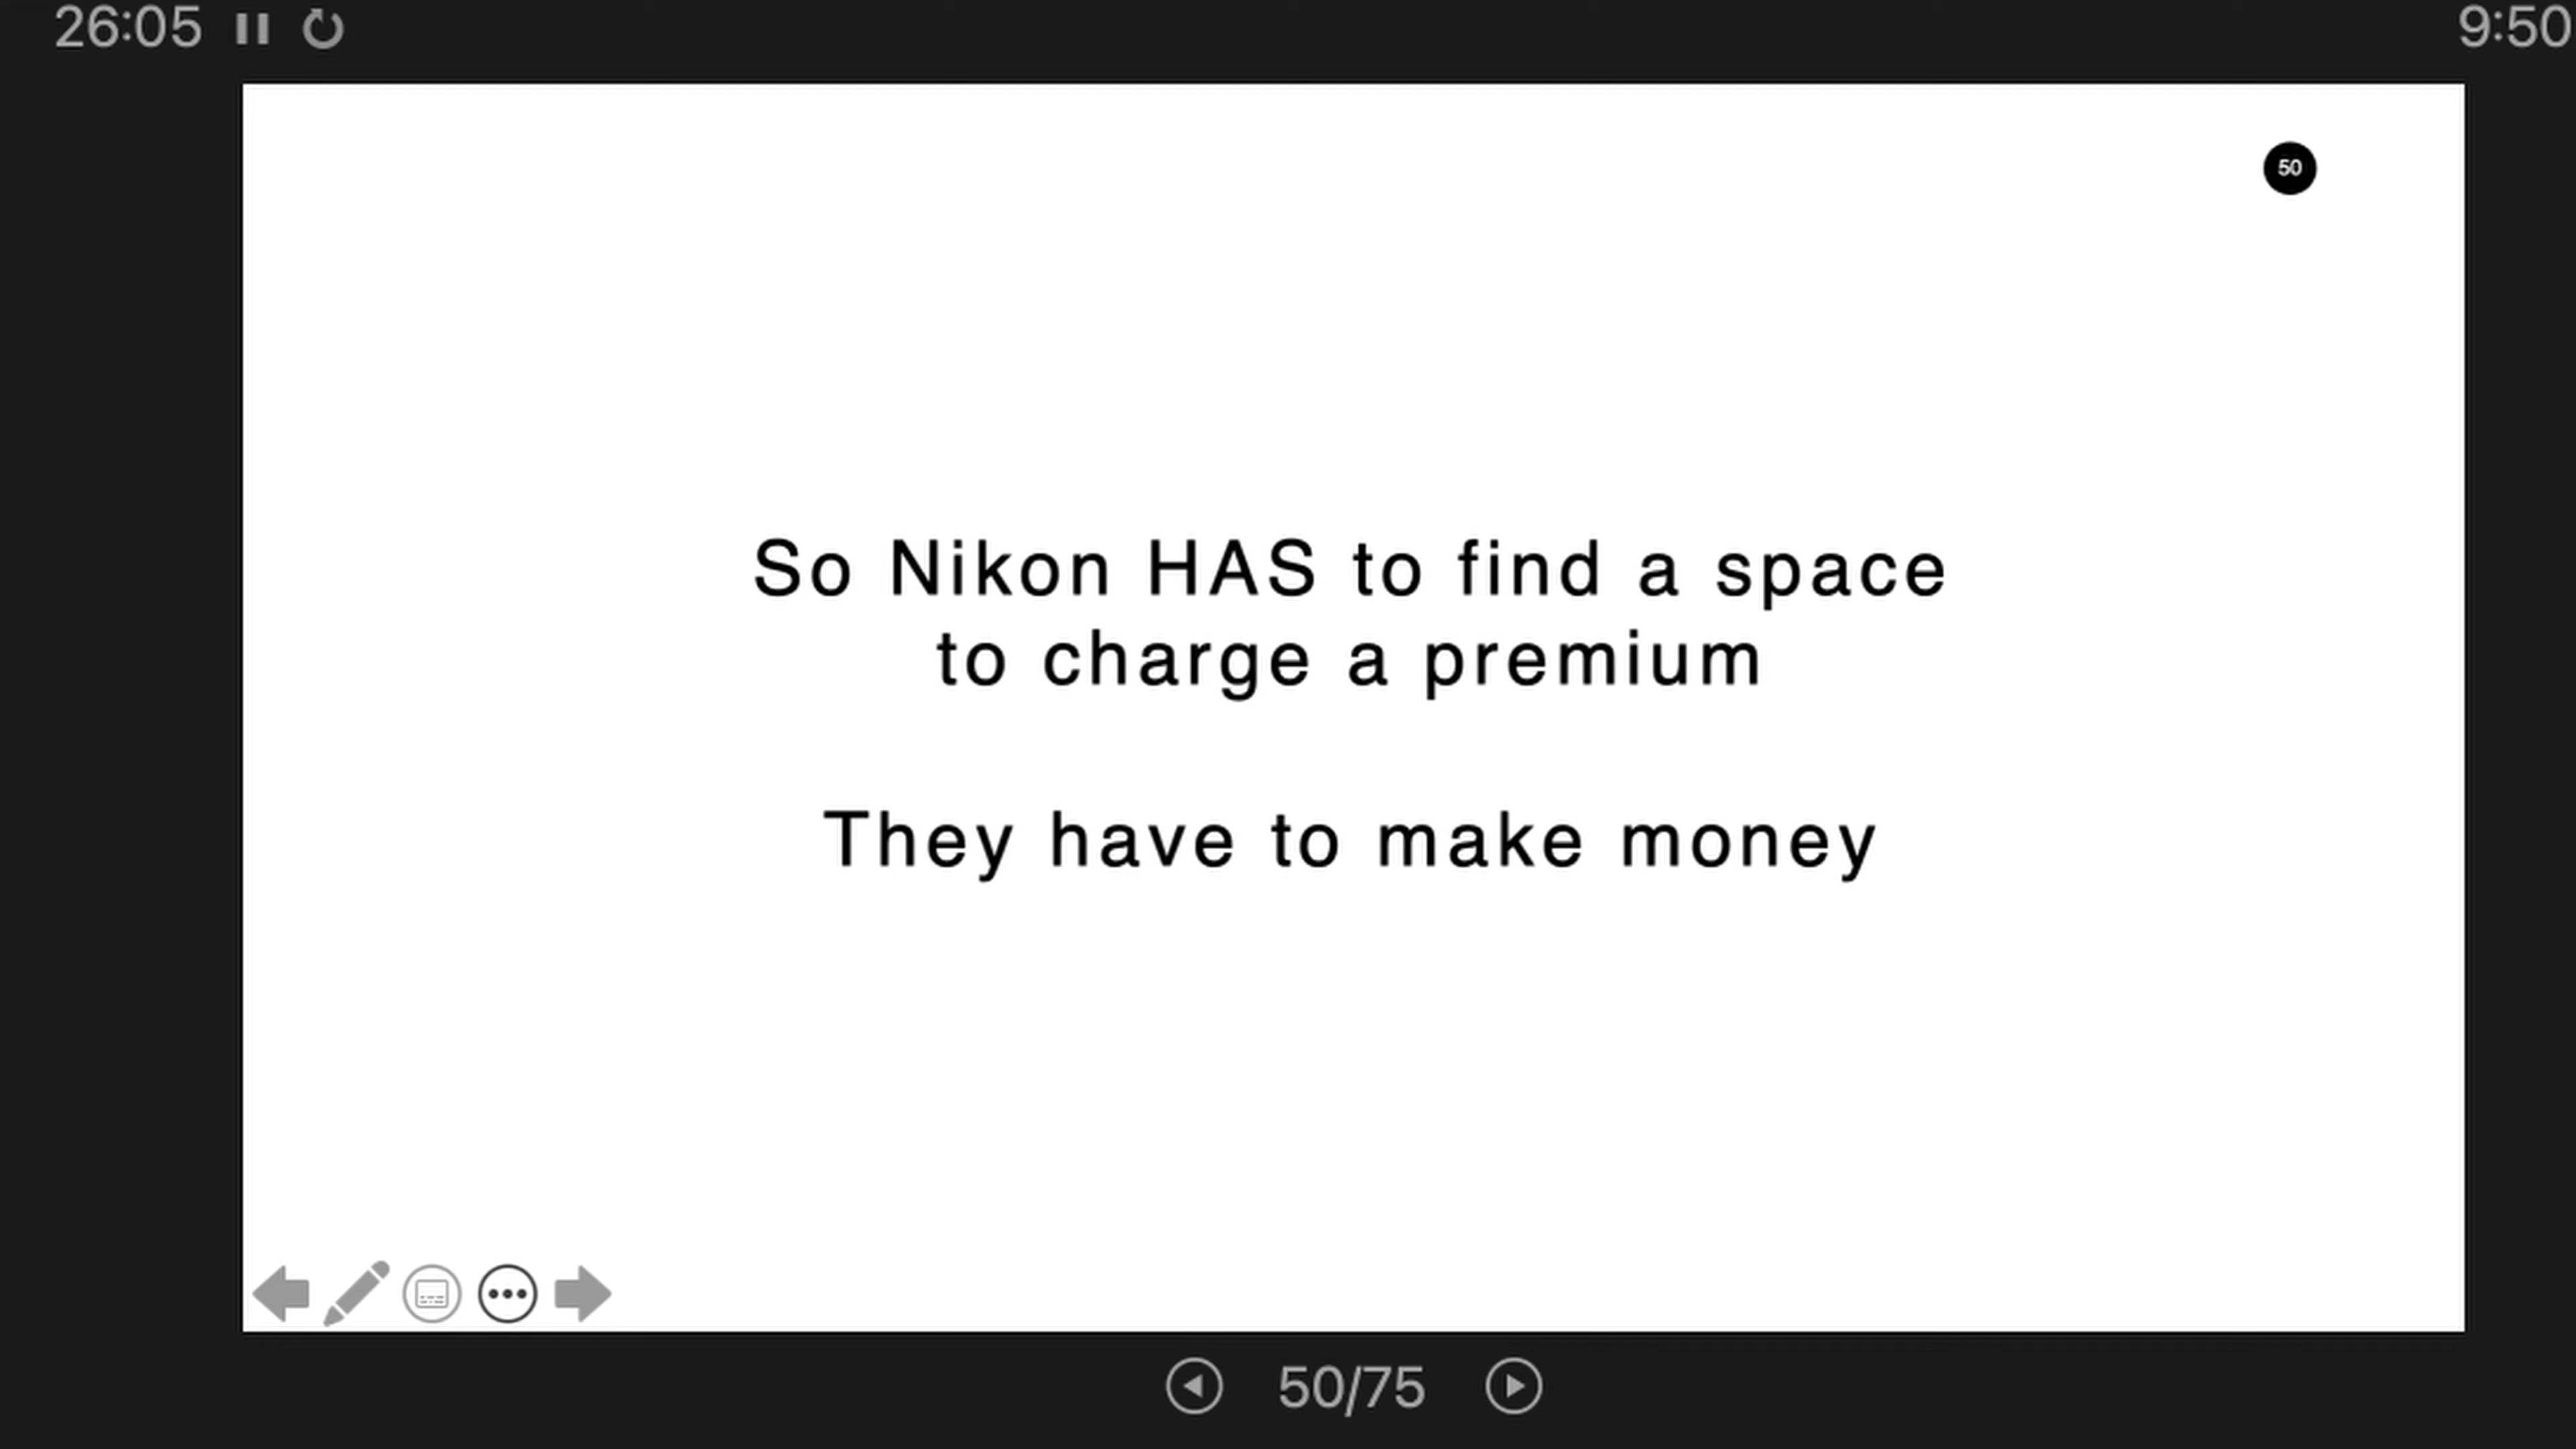 26:05
9:50
50
So Nikon HAS to find a space
to charge a premium
They have to make money
50/75